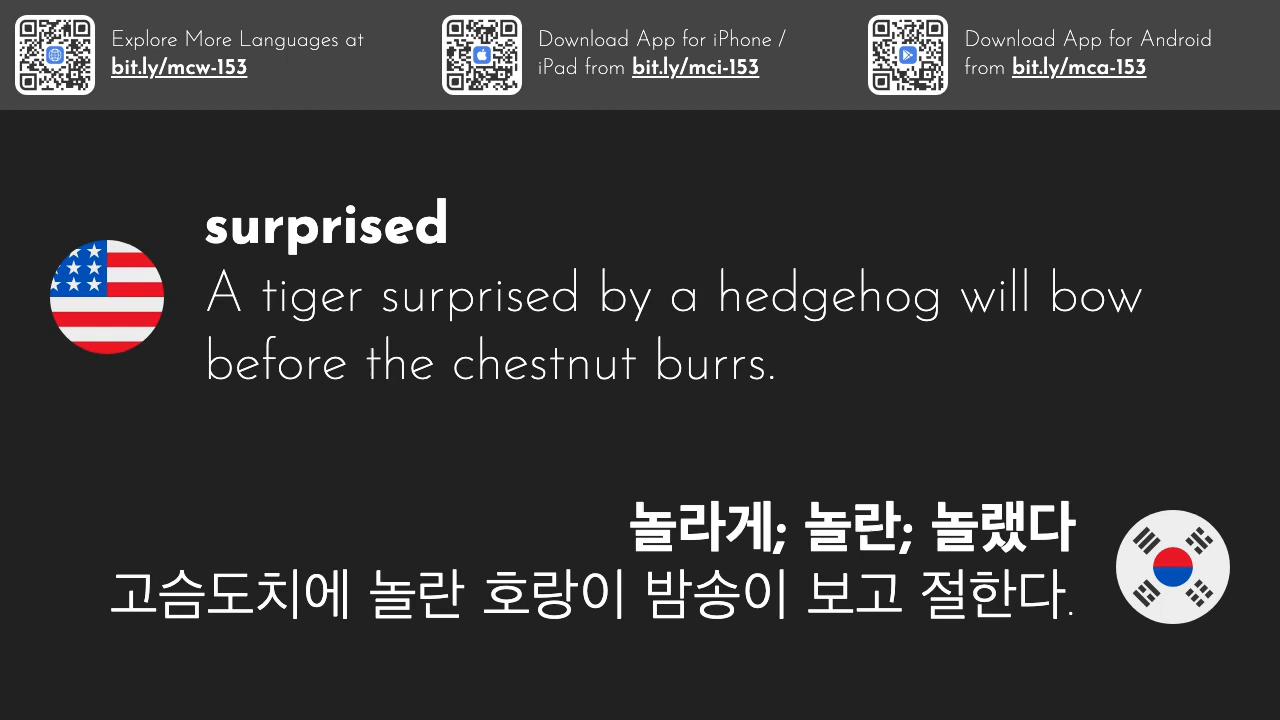 Explore More Languages at
bit.ly/mcw-153
Download App for iPhone /
iPad from bit.ly/mci-153
Download App for Android
from bit.ly/mca-153
surprised
A tiger surprised by a hedgehog will bow
before the chestnut burrs.
놀라게; 놀란; 놀랬다
고슴도치에 놀란 호랑이 밤송이 보고 절한다.